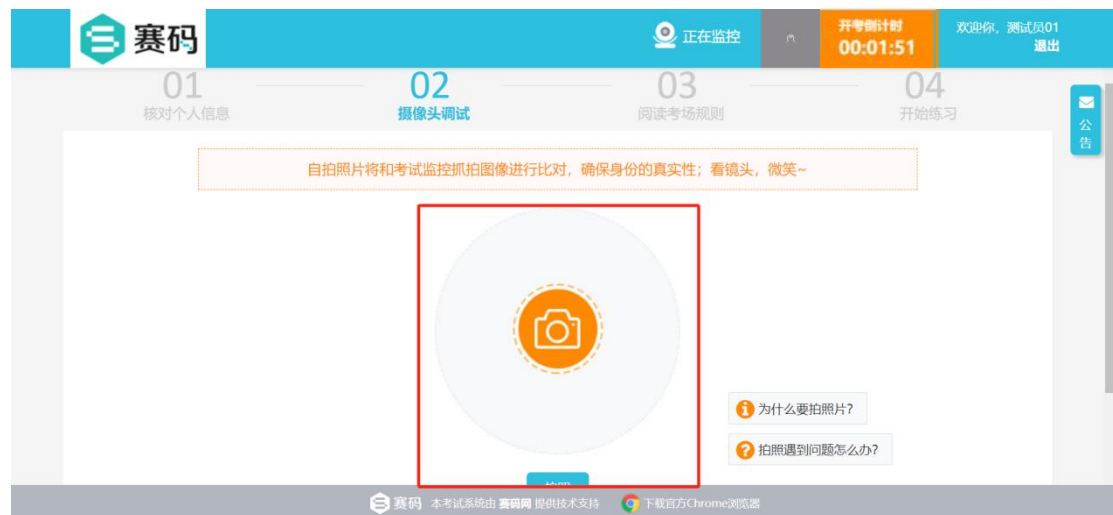 赛码
正在监控
开考倒计时
00:01:51
欢迎你，测试员01
退出
01
核对个人信息
02
摄像头调试
03
阅读考场规则
04
开始练习
公告
自拍照片将和考试监控抓拍图像进行比对，确保身份的真实性；看镜头，微笑~
为什么要拍照片?
拍照遇到问题怎么办?
赛码 本考试系统由 赛码网 提供技术支持 下载官方Chrome浏览器